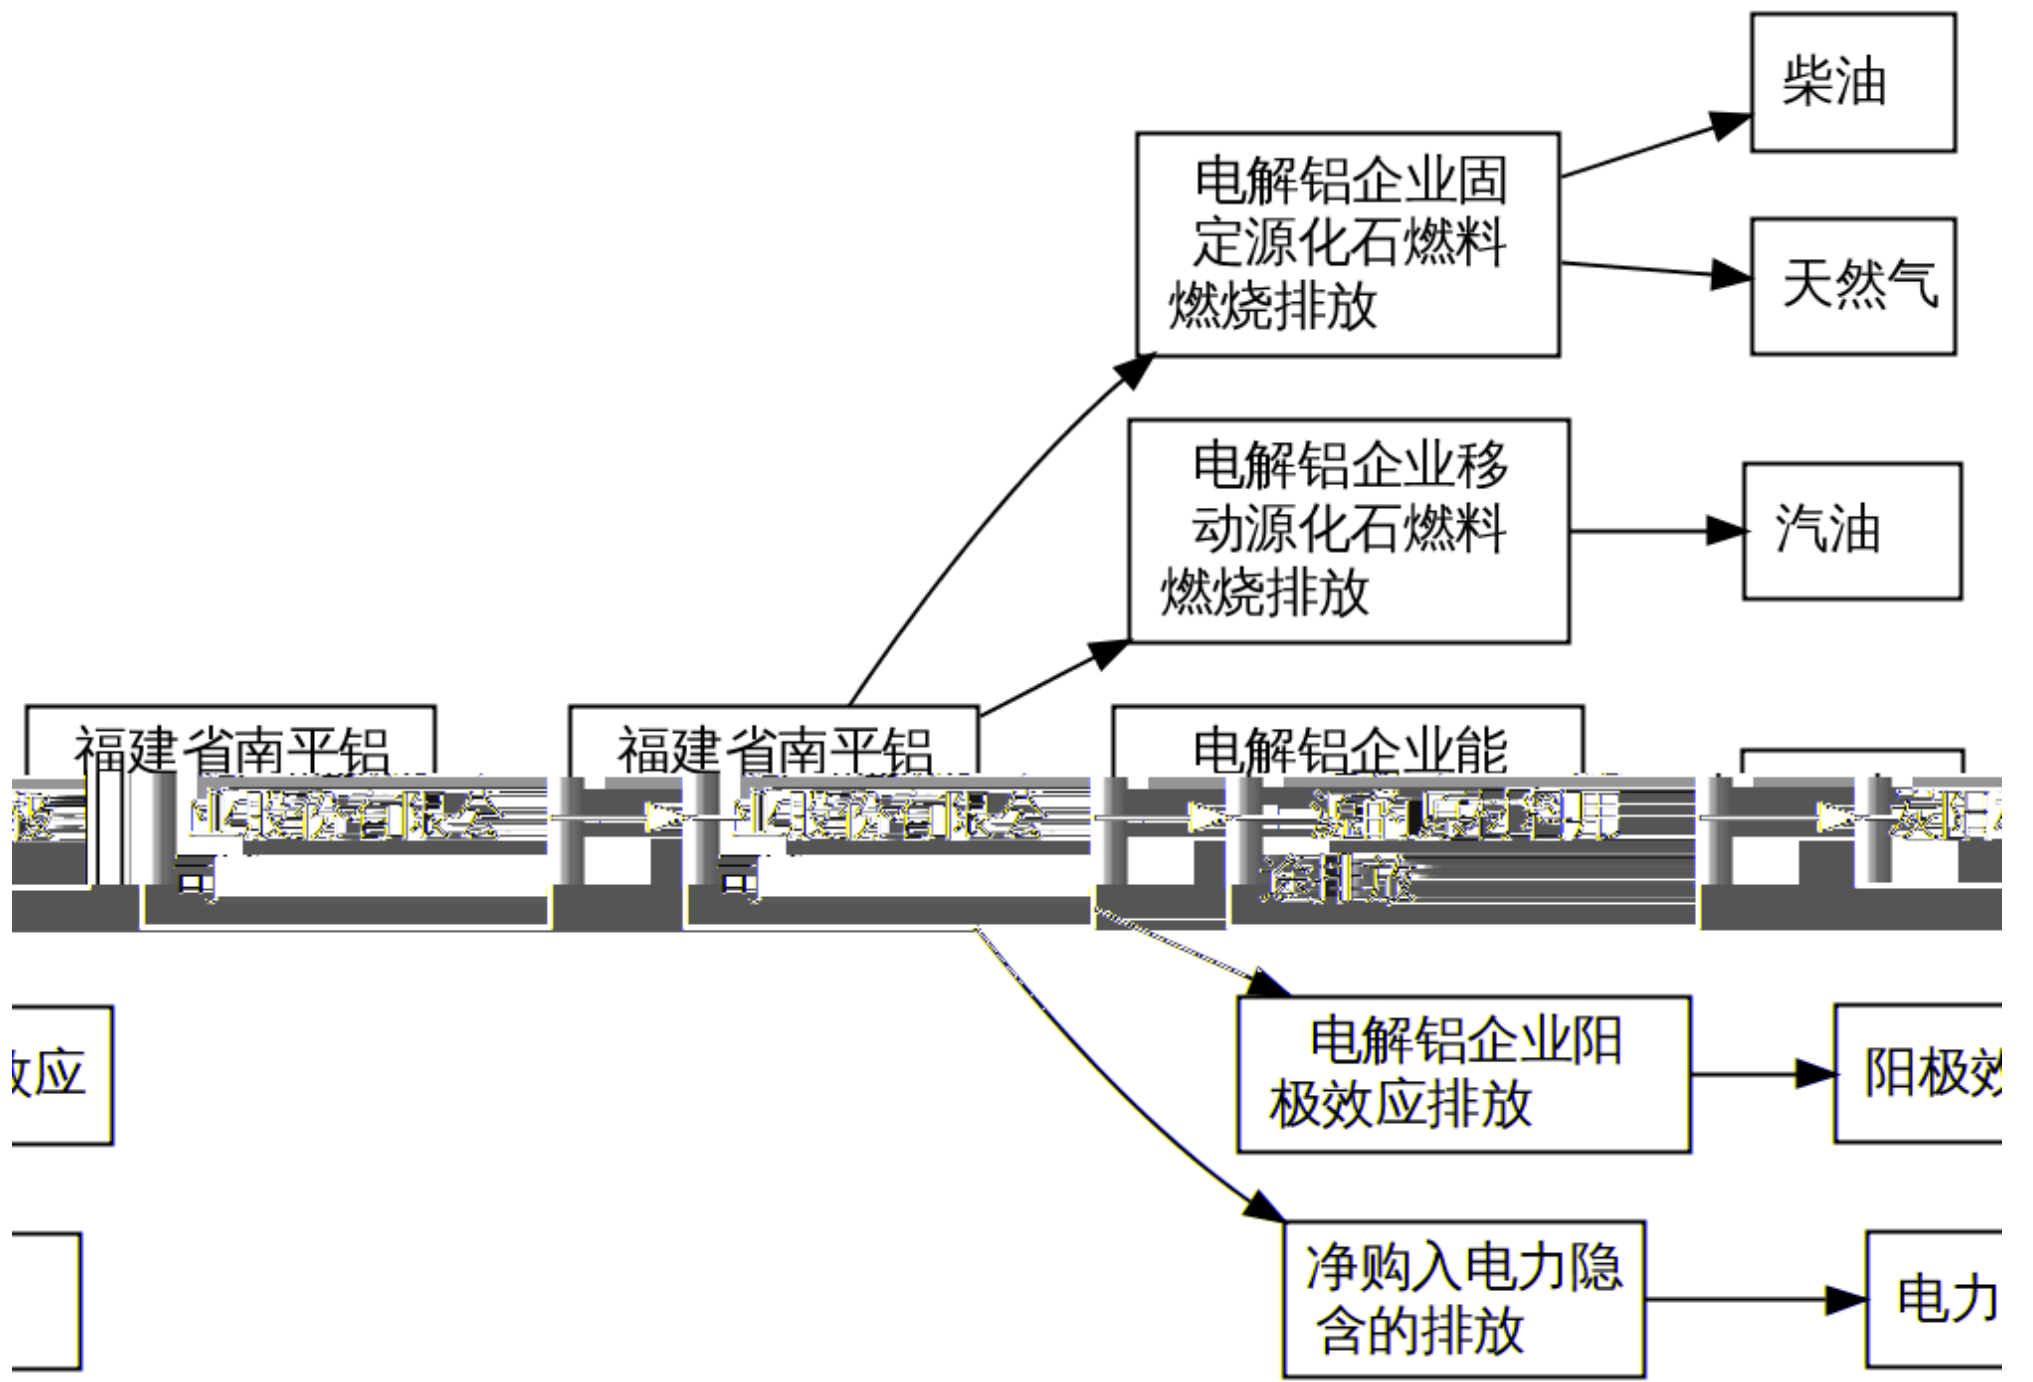 柴油
电解铝企业固
定源化石燃料
燃烧排放
天然气
电解铝企业移
动源化石燃料
燃烧排放
汽油
福建省南平铝
福建省南平铝
电解铝企业能
电解铝企业阳
极效应排放
阳极效
应
净购入电力隐
含的排放
电力